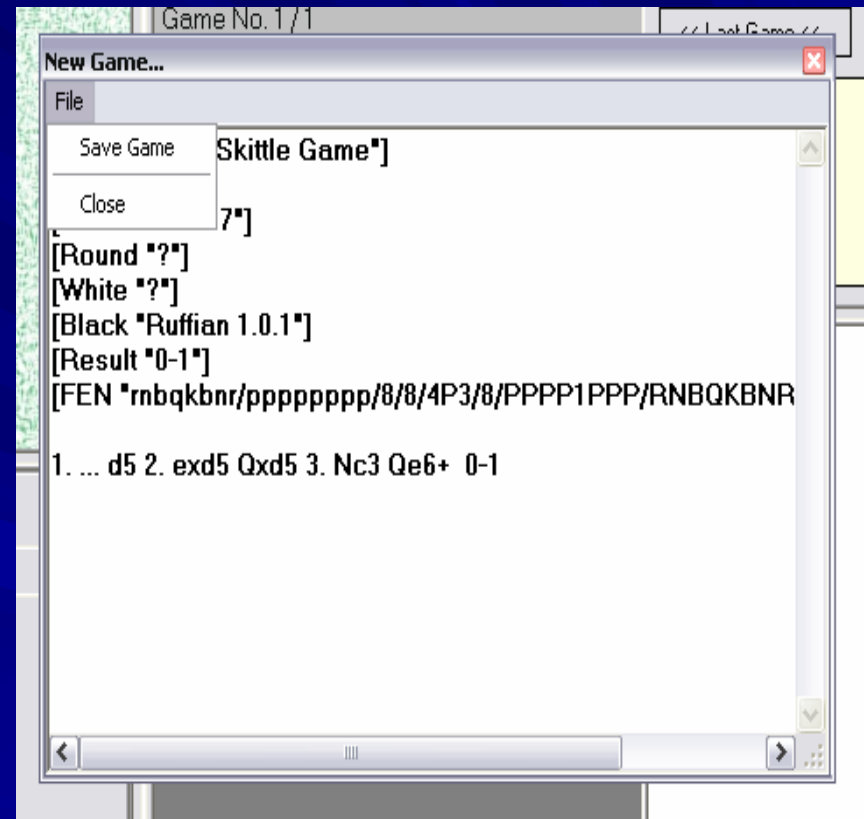 Game No. 1 / 1
<< Last Game <<
New Game...
File
Save Game
Skittle Game"]
Close
7"]
[Round "?"]
[White "?"]
[Black "Ruffian 1.0.1"]
[Result "0-1"]
[FEN "rnbqkbnr/pppppppp/8/8/4P3/8/PPPP1PPP/RNBQKBNR
1. ... d5 2. exd5 Qxd5 3. Nc3 Qe6+ 0-1